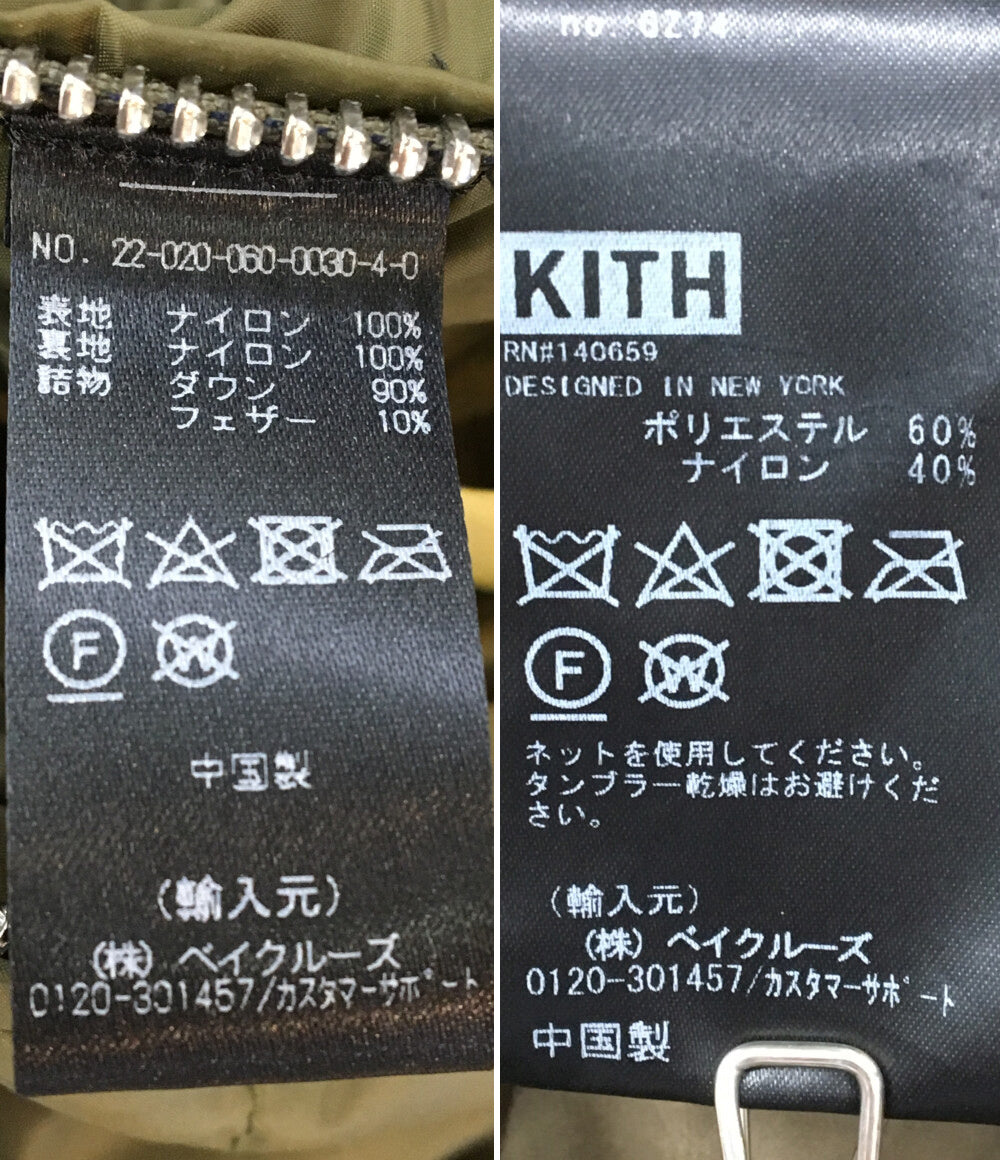 NO. 22-020-060-0030-4-0
表地 ナイロン 100%
裏地 ナイロン 100%
詰物 ダウン 90%
フェザー 10%
F W
中国製
(輸入元)
(株) ベイクルーズ
0120-301457/カスタマーサポート
no. 0274
KITH
RN#140659
DESIGNED IN NEW YORK
ポリエステル 60%
ナイロン 40%
F W
ネットを使用してください。
タンブラー乾燥はお避けくだ
さい。
(輸入元)
(株) ベイクルーズ
0120-301457/カスタマーサポート
中国製